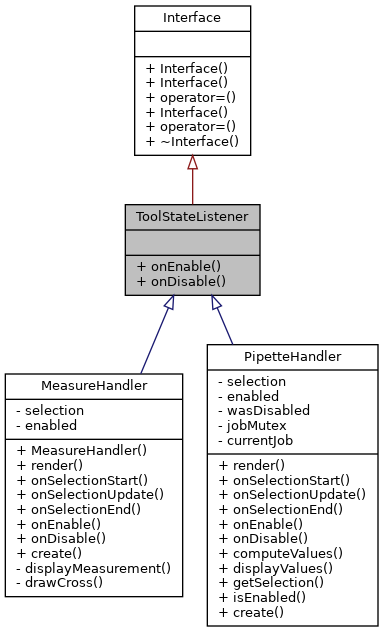 Interface
+ Interface()
+ Interface()
+ operator=()
+ Interface()
+ operator=()
+ ~Interface()
ToolStateListener
+ onEnable()
+ onDisable()
MeasureHandler
- selection
- enabled
+ MeasureHandler()
+ render()
+ onSelectionStart()
+ onSelectionUpdate()
+ onSelectionEnd()
+ onEnable()
+ onDisable()
+ create()
- displayMeasurement()
- drawCross()
PipetteHandler
- selection
- enabled
- wasDisabled
- jobMutex
- currentJob
+ render()
+ onSelectionStart()
+ onSelectionUpdate()
+ onSelectionEnd()
+ onEnable()
+ onDisable()
+ computeValues()
+ displayValues()
+ getSelection()
+ isEnabled()
+ create()